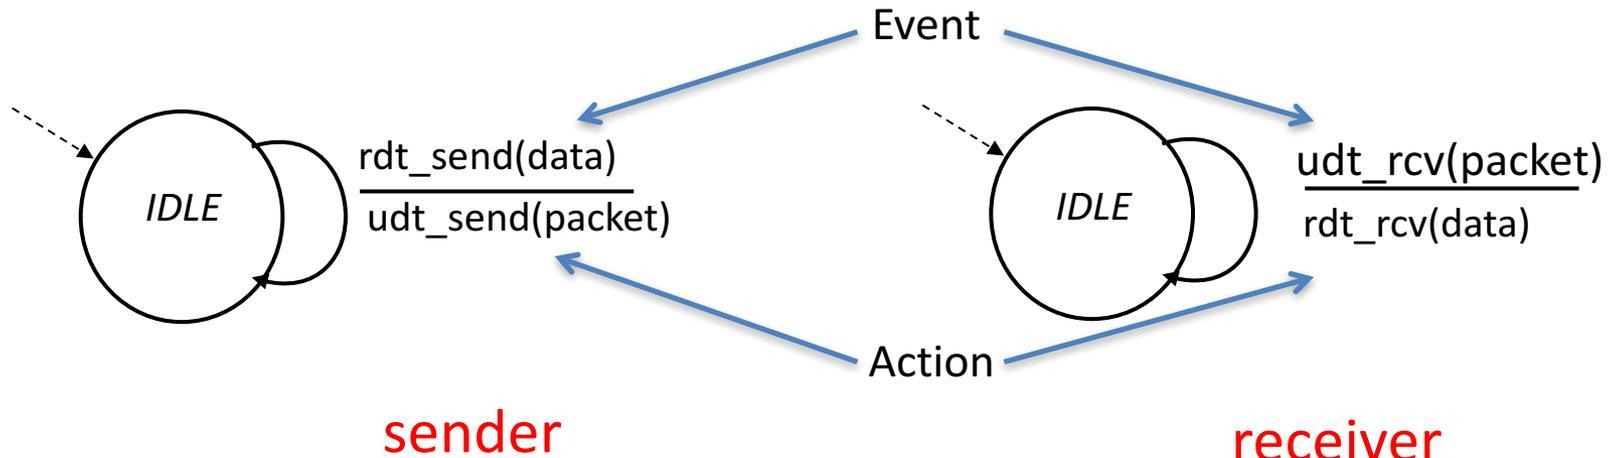 Event
rdt_send(data)
udt_send(packet)
IDLE
udt_rcv(packet)
rdt_rcv(data)
IDLE
Action
sender
receiver